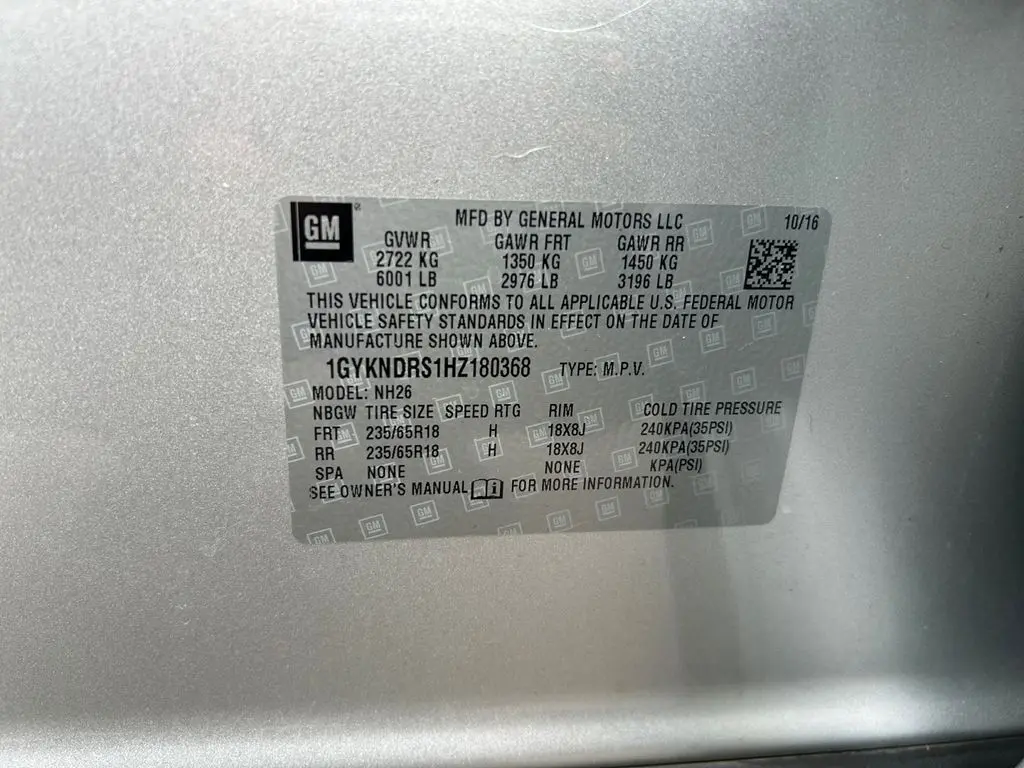 GM
MFD BY GENERAL MOTORS LLC 10/16
GVWR GAWR FRT GAWR RR
2722 KG 1350 KG 1450 KG
6001 LB 2976 LB 3196 LB
THIS VEHICLE CONFORMS TO ALL APPLICABLE U.S. FEDERAL MOTOR
VEHICLE SAFETY STANDARDS IN EFFECT ON THE DATE OF
MANUFACTURE SHOWN ABOVE.
1GYKNDRS1HZ180368 TYPE: M.P.V.
MODEL: NH26
NBGW TIRE SIZE SPEED RTG RIM COLD TIRE PRESSURE
FRT 235/65R18 H 18X8J 240KPA(35PSI)
RR 235/65R18 H 18X8J 240KPA(35PSI)
SPA NONE NONE KPA(PSI)
SEE OWNER'S MANUAL FOR MORE INFORMATION.